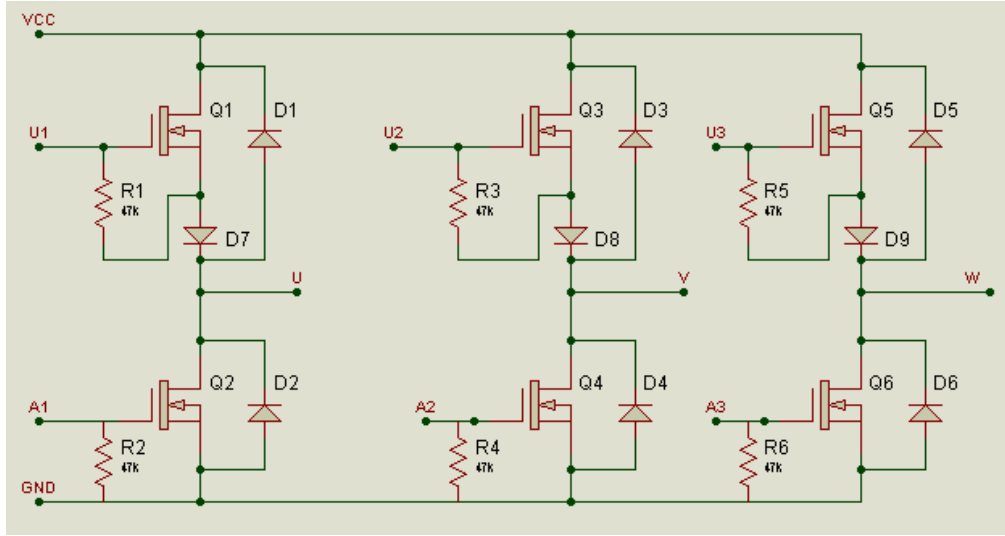 VCC
Q1 D1 Q3 D3 Q5 D5
U1 U2 U3
R1 R3 R5
47K 47K 47K
D7 D8 D9
U V W
Q2 D2 Q4 D4 Q6 D6
A1 A2 A3
R2 R4 R6
47K 47K 47K
GND